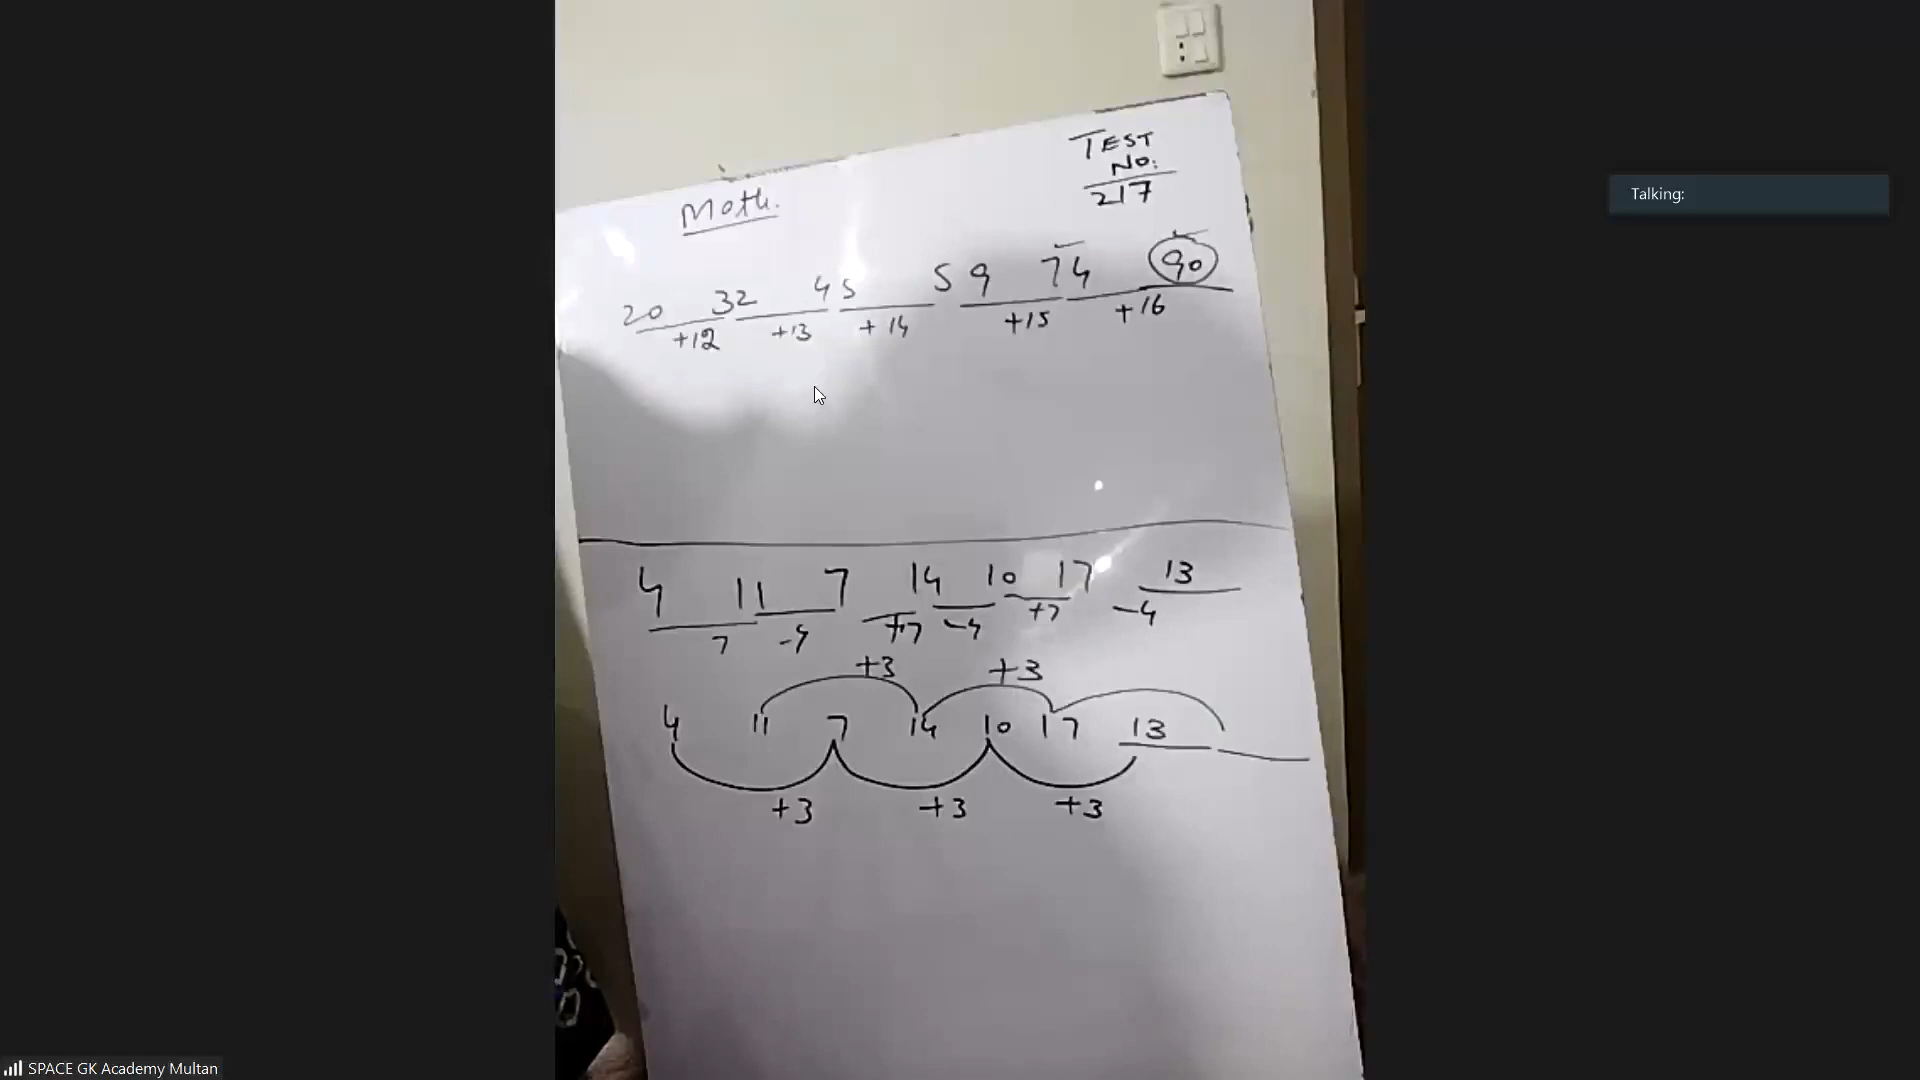 TEST
NO:
217
Math.
20 32 45 59 74 90
+12 +13 +14 +15 +16
4 11 7 14 10 17 13
7 -4 +7 -4 +7 -4
+3 +3
4 11 7 14 10 17 13
+3 +3 +3
Talking:
SPACE GK Academy Multan